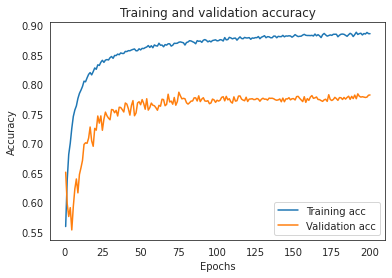 Training and validation accuracy
Accuracy
0.90
0.85
0.80
0.75
0.70
0.65
0.60
0.55
Training acc
Validation acc
0 25 50 75 100 125 150 175 200
Epochs